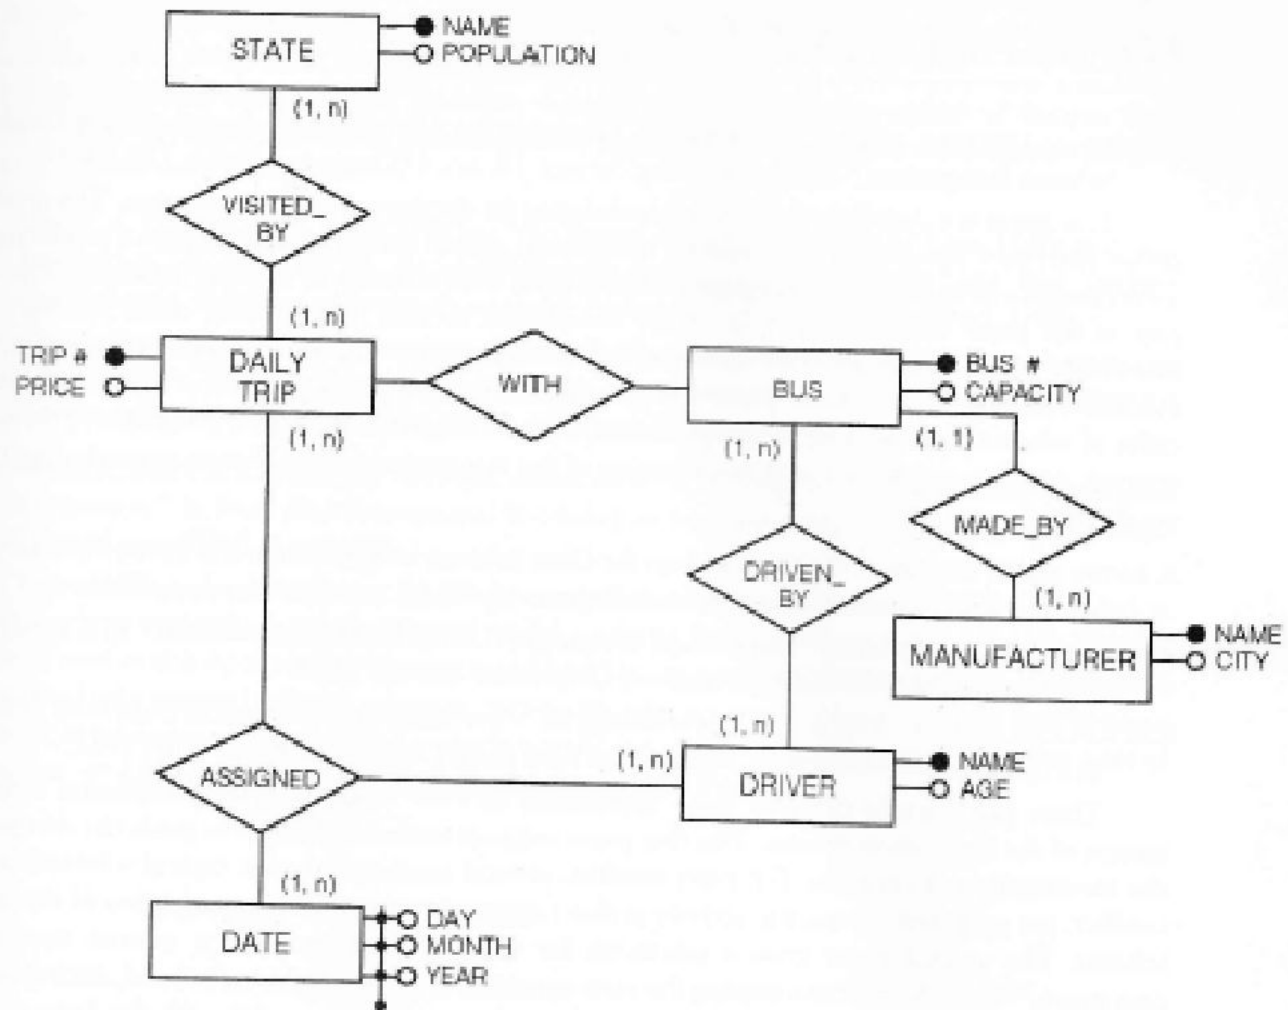 NAME
STATE
POPULATION
(1, n)
VISITED_
BY
(1, n)
TRIP #
PRICE
DAILY
TRIP
WITH
BUS
BUS #
CAPACITY
(1, n)
(1, n)
(1, 1)
MADE_BY
DRIVEN_
BY
(1, n)
MANUFACTURER
NAME
CITY
(1, n)
(1, n)
ASSIGNED
DRIVER
NAME
AGE
(1, n)
DATE
DAY
MONTH
YEAR